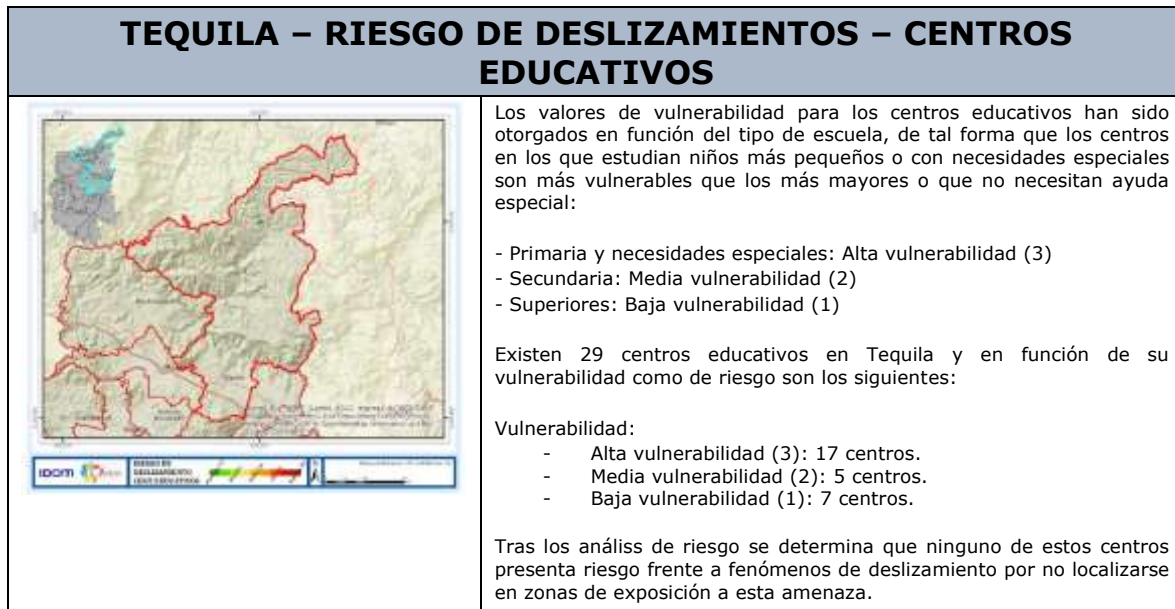 TEQUILA – RIESGO DE DESLIZAMIENTOS – CENTROS
EDUCATIVOS
Los valores de vulnerabilidad para los centros educativos han sido
otorgados en función del tipo de escuela, de tal forma que los centros
en los que estudian niños más pequeños o con necesidades especiales
son más vulnerables que los más mayores o que no necesitan ayuda
especial:
- Primaria y necesidades especiales: Alta vulnerabilidad (3)
- Secundaria: Media vulnerabilidad (2)
- Superiores: Baja vulnerabilidad (1)
Existen 29 centros educativos en Tequila y en función de su
vulnerabilidad como de riesgo son los siguientes:
Vulnerabilidad:
- Alta vulnerabilidad (3): 17 centros.
- Media vulnerabilidad (2): 5 centros.
- Baja vulnerabilidad (1): 7 centros.
Tras los análiss de riesgo se determina que ninguno de estos centros
presenta riesgo frente a fenómenos de deslizamiento por no localizarse
en zonas de exposición a esta amenaza.
IDOM
RIESGO DE
DESLIZAMIENTO